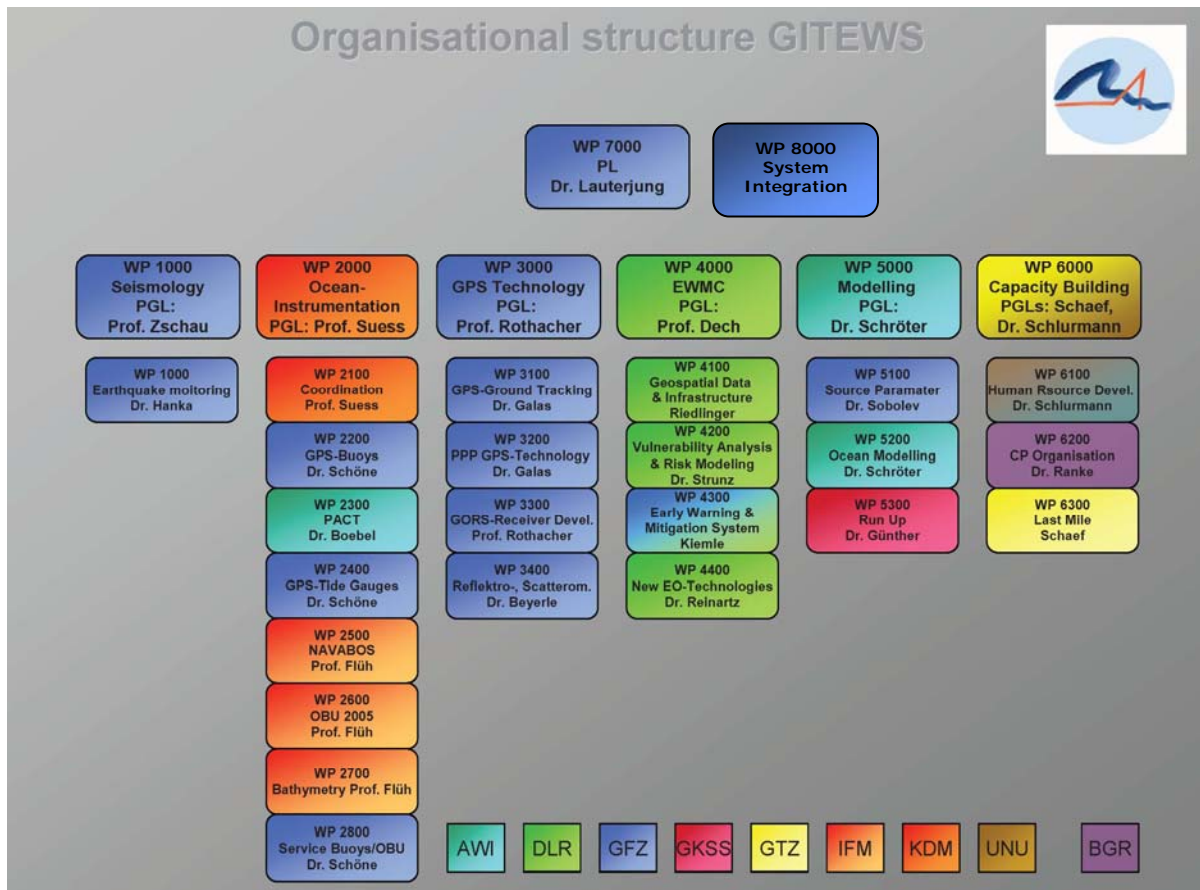 Organisational structure GITEWS
WP 7000
PL
Dr. Lauterjung
WP 8000
System
Integration
WP 1000
Seismology
PGL:
Prof. Zschau
WP 2000
Ocean-
Instrumentation
PGL: Prof. Suess
WP 3000
GPS Technology
PGL:
Prof. Rothacher
WP 4000
EWMC
PGL:
Prof. Dech
WP 5000
Modelling
PGL:
Dr. Schröter
WP 6000
Capacity Building
PGLs: Schaef,
Dr. Schlurmann
WP 1000
Earthquake moitoring
Dr. Hanka
WP 2100
Coordination
Prof. Suess
WP 2200
GPS-Buoys
Dr. Schöne
WP 2300
PACT
Dr. Boebel
WP 2400
GPS-Tide Gauges
Dr. Schöne
WP 2500
NAVABOS
Prof. Flüh
WP 2600
OBU 2005
Prof. Flüh
WP 2700
Bathymetry Prof. Flüh
WP 2800
Service Buoys/OBU
Dr. Schöne
WP 3100
GPS-Ground Tracking
Dr. Galas
WP 3200
PPP GPS-Technology
Dr. Galas
WP 3300
GORS-Receiver Devel.
Prof. Rothacher
WP 3400
Reflektro-, Scatterom.
Dr. Beyerle
WP 4100
Geospatial Data
& Infrastructure
Riedlinger
WP 4200
Vulnerability Analysis
& Risk Modeling
Dr. Strunz
WP 4300
Early Warning &
Mitigation System
Kiemle
WP 4400
New EO-Technologies
Dr. Reinartz
WP 5100
Source Paramater
Dr. Sobolev
WP 5200
Ocean Modelling
Dr. Schröter
WP 5300
Run Up
Dr. Günther
WP 6100
Human Rsource Devel.
Dr. Schlurmann
WP 6200
CP Organisation
Dr. Ranke
WP 6300
Last Mile
Schaef
AWI
DLR
GFZ
GKSS
GTZ
IFM
KDM
UNU
BGR